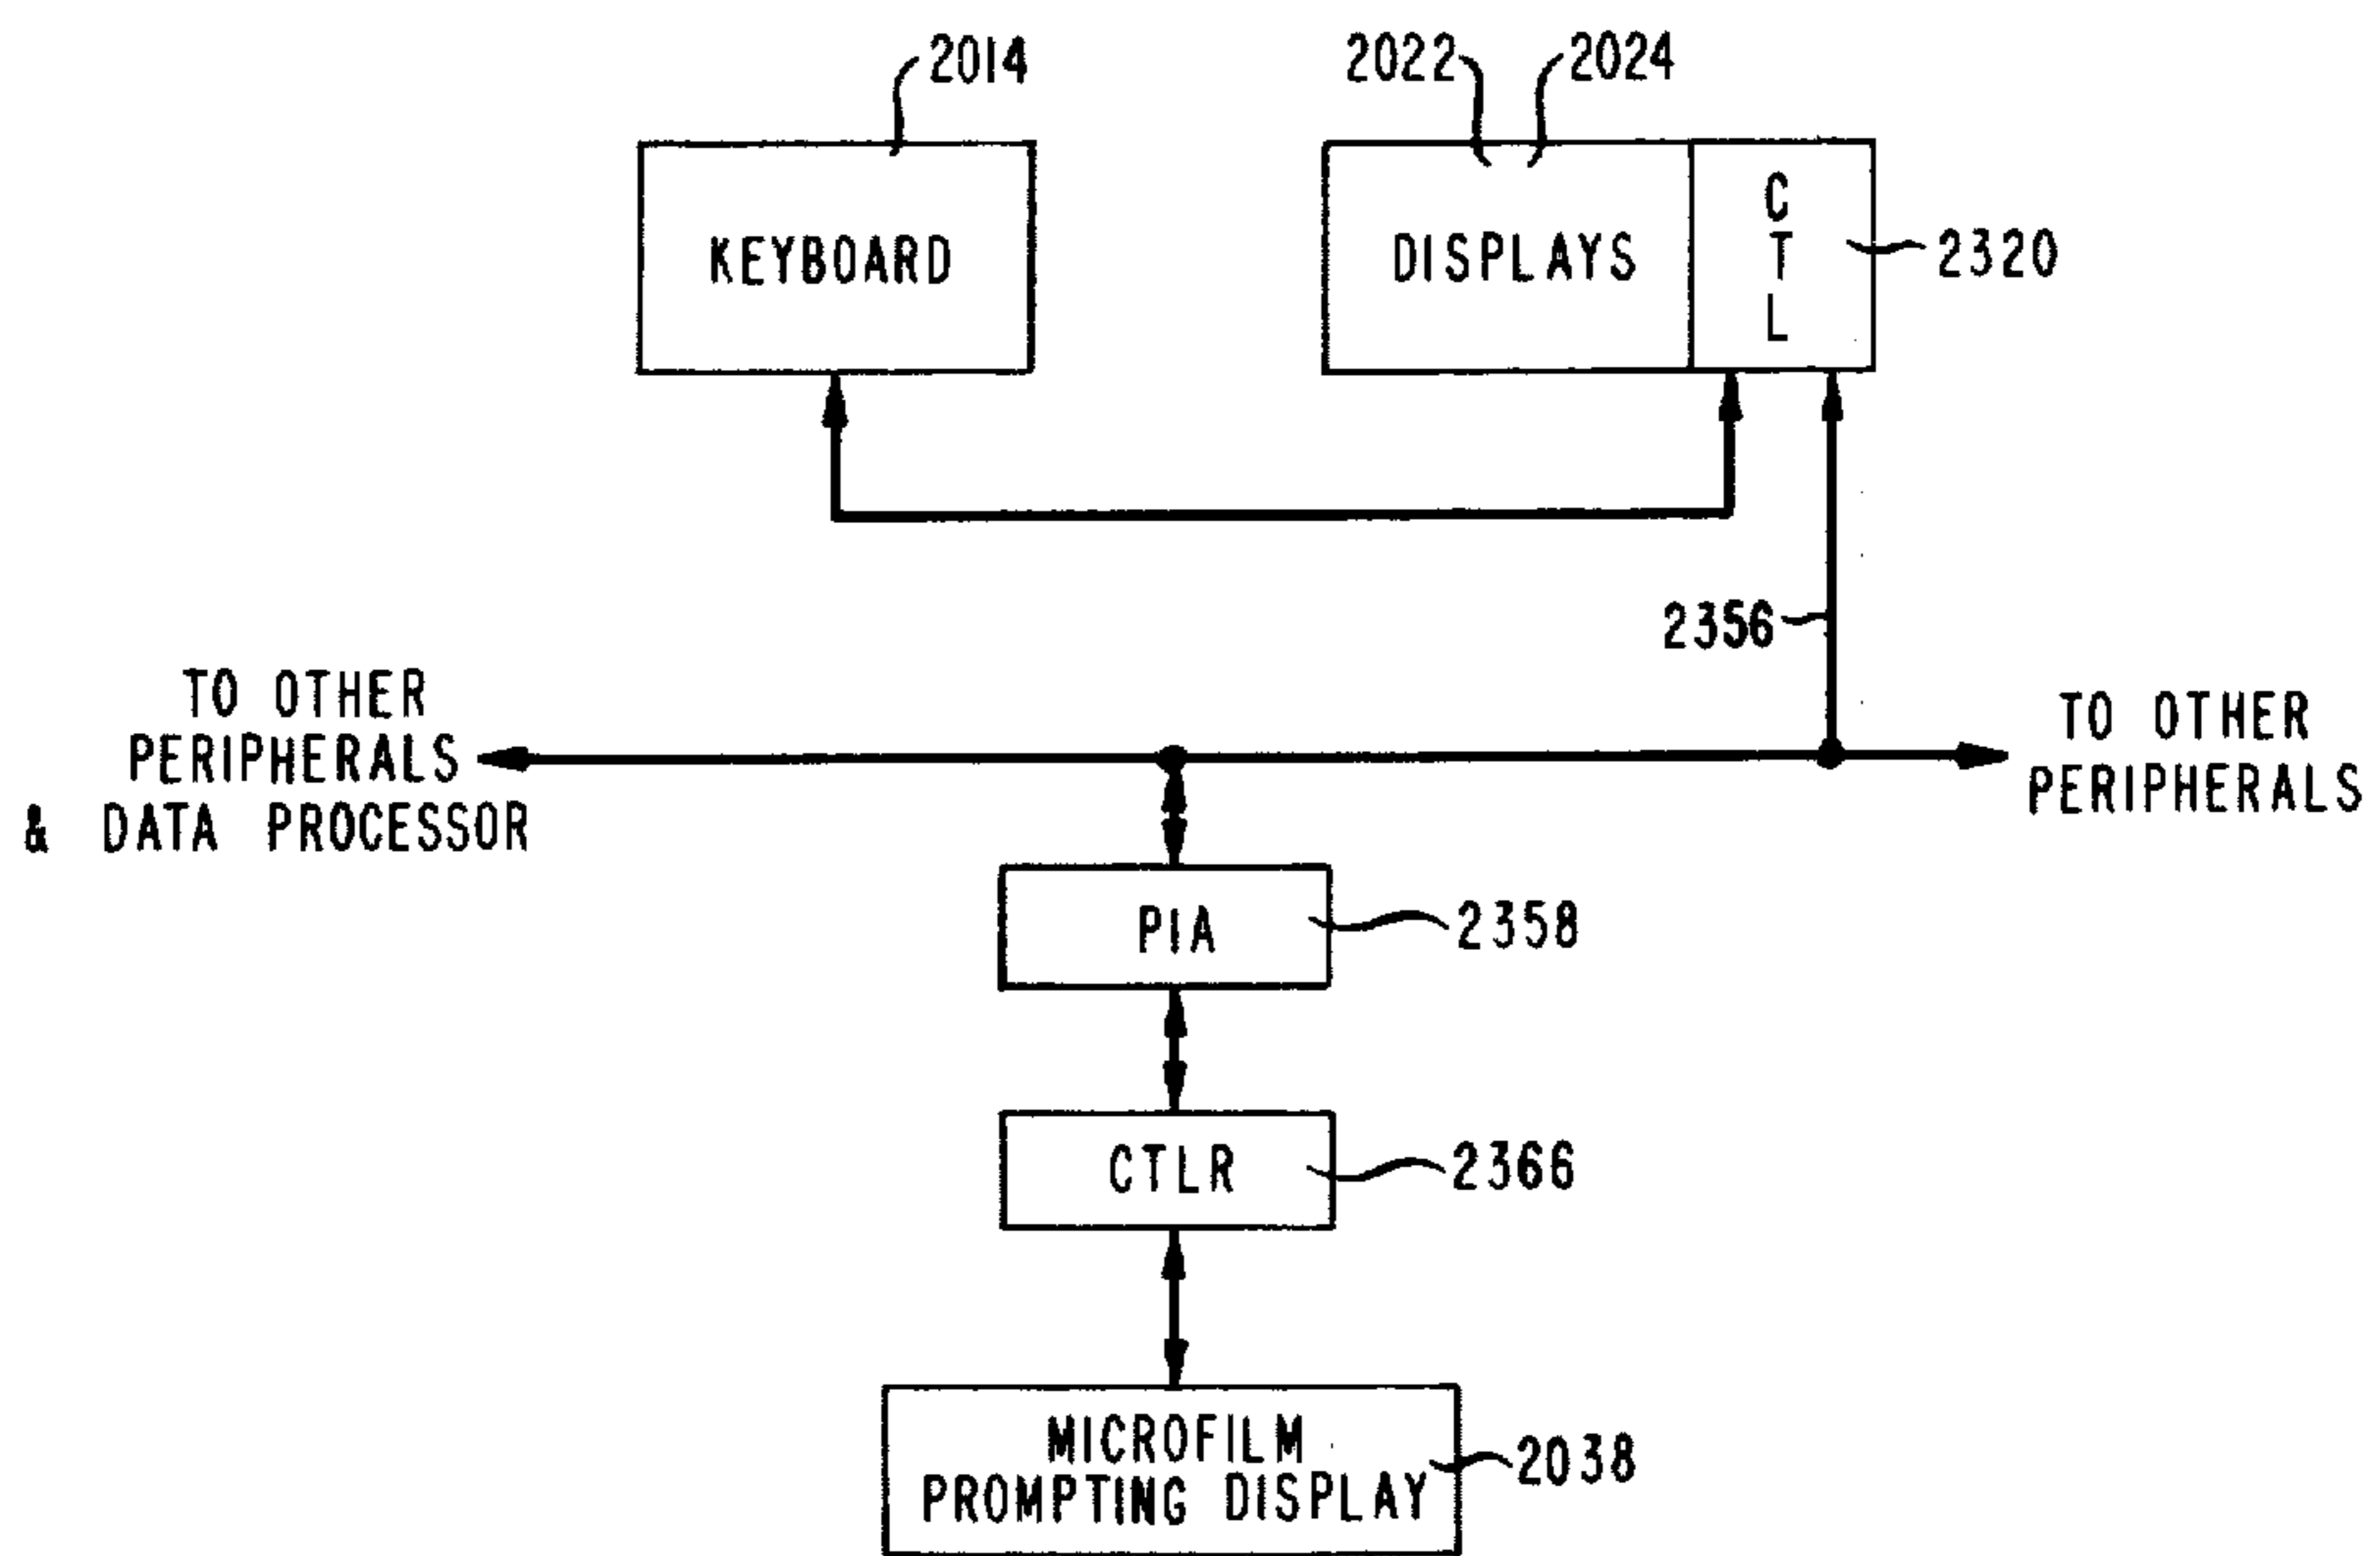 2014
2022
2024
KEYBOARD
DISPLAYS
CTL
2320
2356
TO OTHER
PERIPHERALS
& DATA PROCESSOR
TO OTHER
PERIPHERALS
PIA
2358
CTLR
2366
MICROFILM
PROMPTING DISPLAY
2038